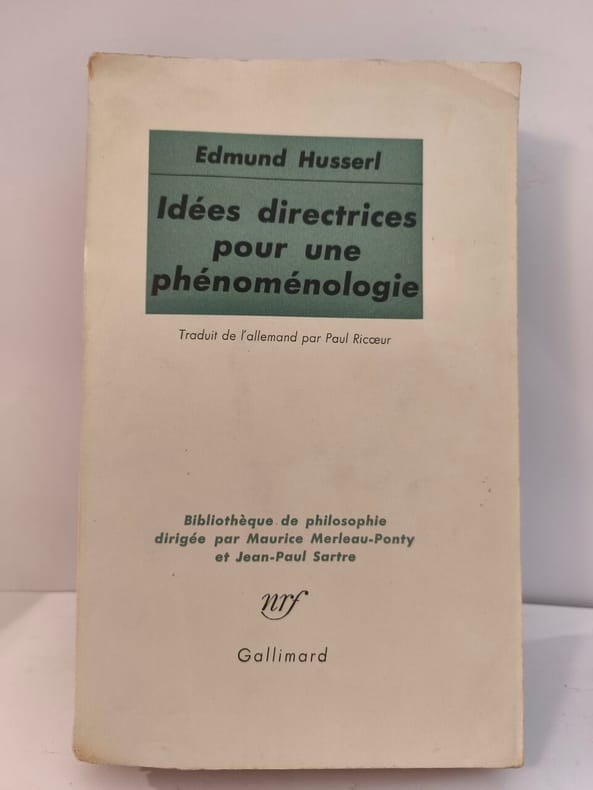 Edmund Husserl
Idées directrices
pour une
phénoménologie
Traduit de l'allemand par Paul Ricœur
Bibliothèque de philosophie
dirigée par Maurice Merleau-Ponty
et Jean-Paul Sartre
nrf
Gallimard